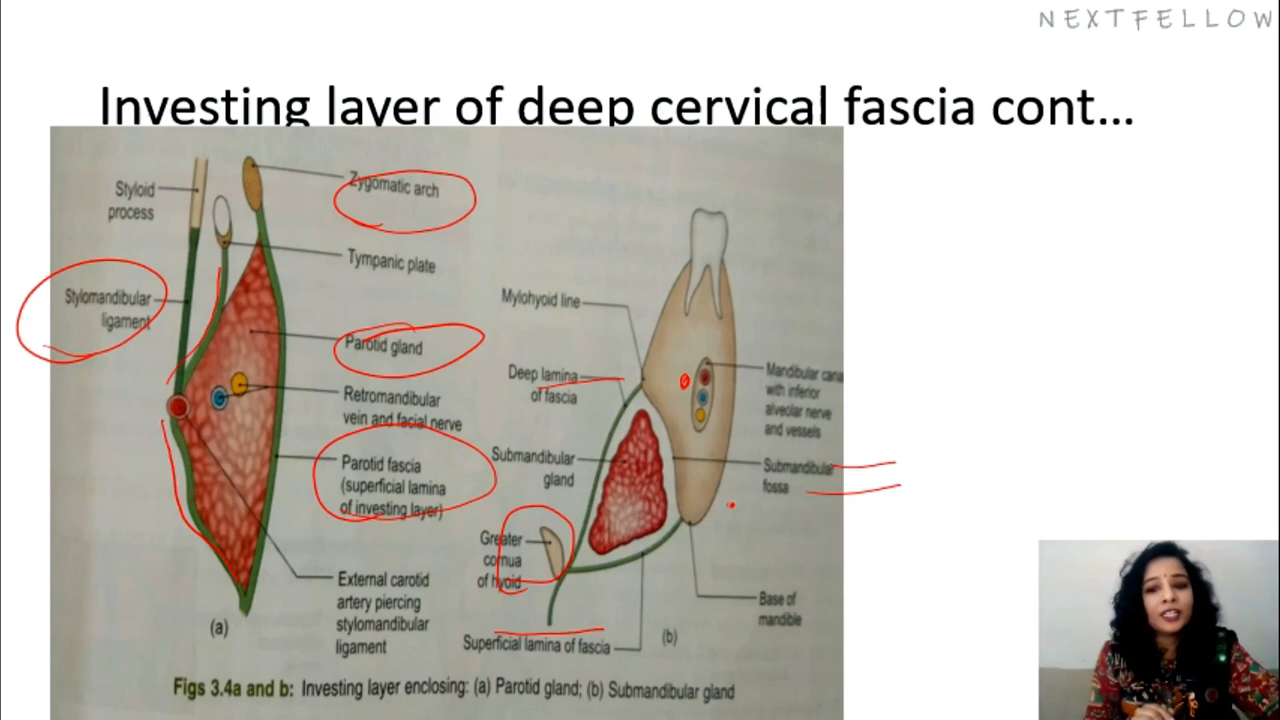 NEXTFELLOW
Investing layer of deep cervical fascia cont...
Styloid
process
Zygomatic arch
Tympanic plate
Stylomandibular
ligament
Parotid gland
Retromandibular
vein and facial nerve
Parotid fascia
(superficial lamina
of investing layer)
External carotid
artery piercing
stylomandibular
ligament
(a)
Mylohyoid line
Deep lamina
of fascia
Mandibular cana
with inferior
alveolar nerve
and vessels
Submandibular
gland
Submandibular
fossa
Greater
cornua
of hyoid
Base of
mandible
Superficial lamina of fascia
(b)
Figs 3.4a and b: Investing layer enclosing: (a) Parotid gland; (b) Submandibular gland